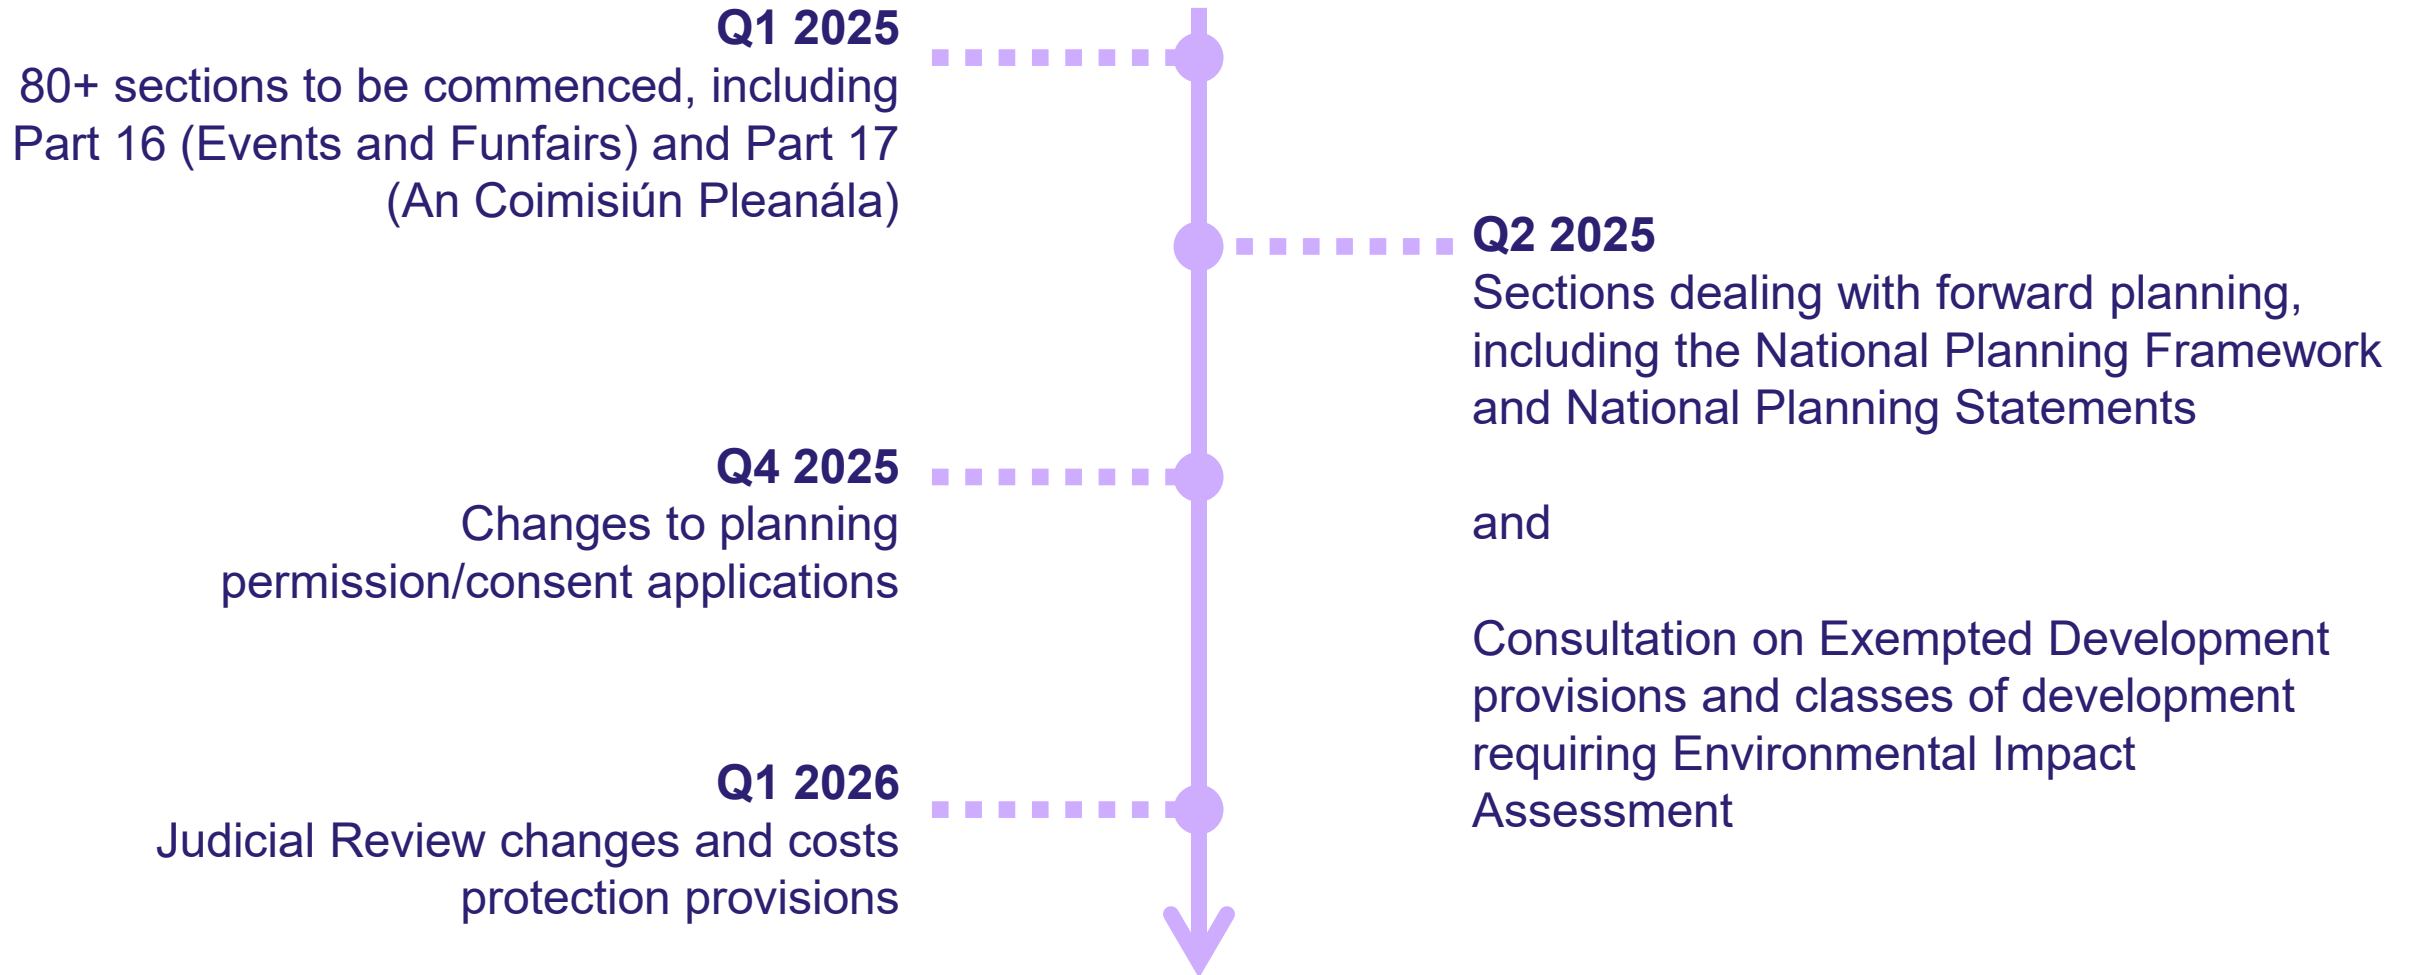 Q1 2025
80+ sections to be commenced, including
Part 16 (Events and Funfairs) and Part 17
(An Coimisiún Pleanála)
Q2 2025
Sections dealing with forward planning,
including the National Planning Framework
and National Planning Statements
and
Consultation on Exempted Development
provisions and classes of development
requiring Environmental Impact
Assessment
Q4 2025
Changes to planning
permission/consent applications
Q1 2026
Judicial Review changes and costs
protection provisions